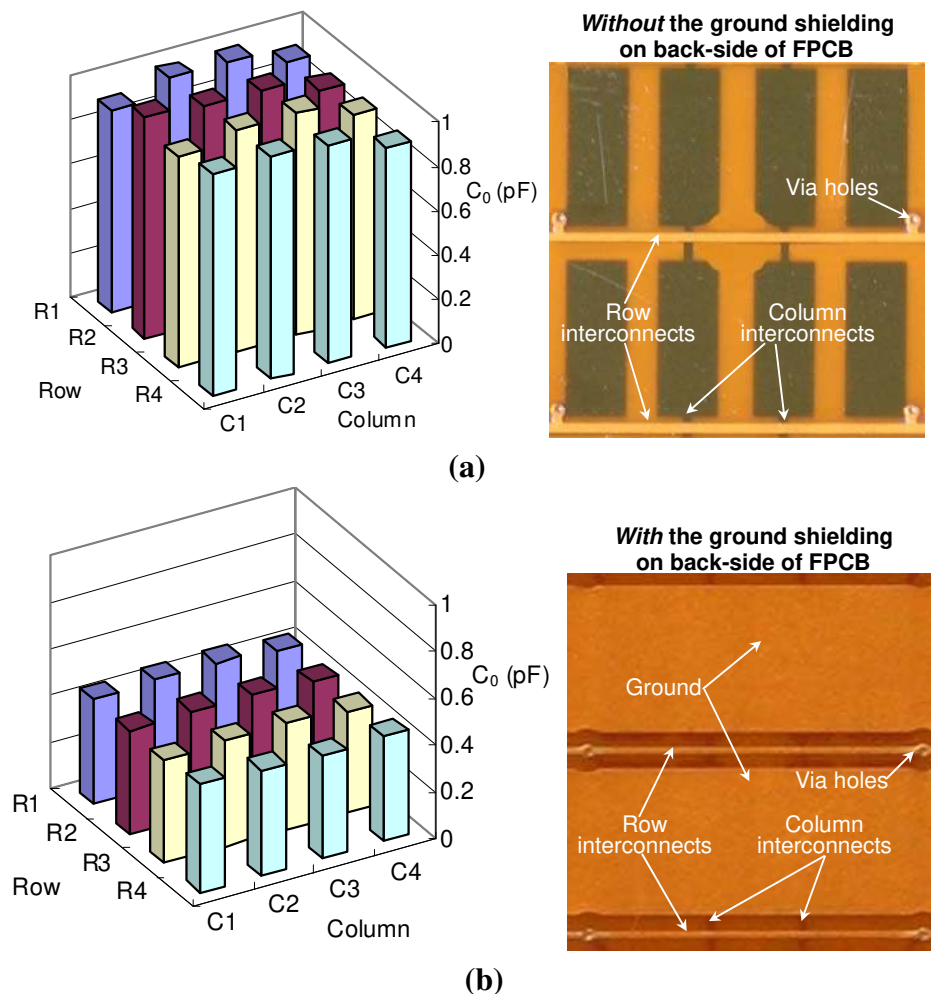 Without the ground shielding
on back-side of FPCB
1
0.8
C₀ (pF)
0.6
0.4
0.2
0
R1
R2
R3
R4
Row
C1
C2
C3
C4
Column
Via holes
Row
interconnects
Column
interconnects
(a)
With the ground shielding
on back-side of FPCB
1
0.8
C₀ (pF)
0.6
0.4
0.2
0
R1
R2
R3
R4
Row
C1
C2
C3
C4
Column
Ground
Via holes
Row
interconnects
Column
interconnects
(b)